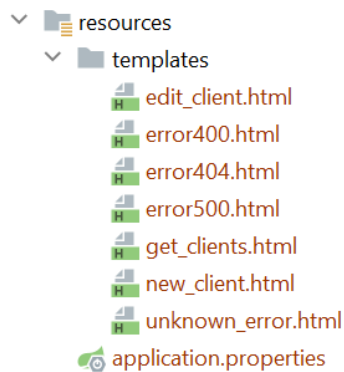 resources
templates
H edit_client.html
H error400.html
H error404.html
H error500.html
H get_clients.html
H new_client.html
H unknown_error.html
application.properties